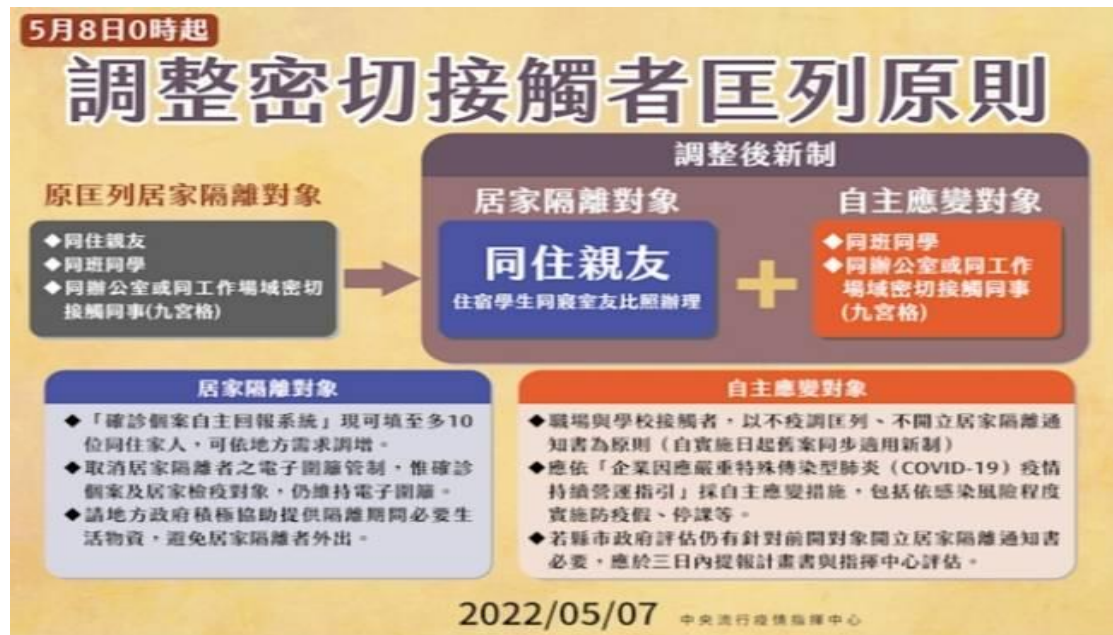 5月8日0時起
調整密切接觸者匡列原則
原匡列居家隔離對象
◆同住親友
◆同班同學
◆同辦公室或同工作場域密切
接觸同事(九宮格)
調整後新制
居家隔離對象
同住親友
住宿學生同寢室友比照辦理
+
自主應變對象
◆同班同學
◆同辦公室或同工作
場域密切接觸同事
(九宮格)
居家隔離對象
◆「確診個案自主回報系統」現可填至多10
位同住家人，可依地方需求調增。
◆取消居家隔離者之電子圍籬管制，惟確診
個案及居家檢疫對象，仍維持電子圍籬。
◆請地方政府積極協助提供隔離期間必要生
活物資，避免居家隔離者外出。
自主應變對象
◆職場與學校接觸者，以不疫調匡列、不開立居家隔離通
知書為原則（自實施日起舊案同步適用新制）
◆應依「企業因應嚴重特殊傳染型肺炎（COVID-19）疫情
持續營運指引」採自主應變措施，包括依感染風險程度
實施防疫假、停課等。
◆若縣市政府評估仍有針對前開對象開立居家隔離通知書
必要，應於三日內提報計畫書與指揮中心評估。
2022/05/07 中央流行疫情指揮中心